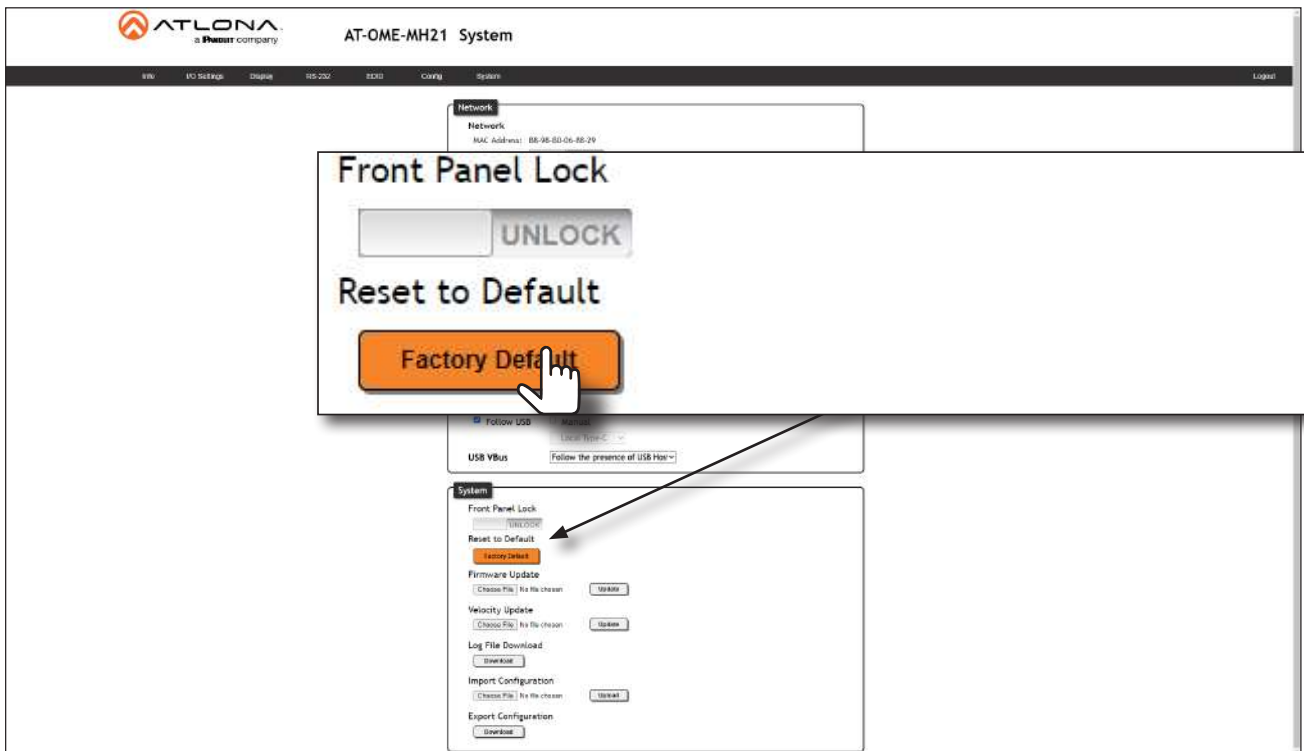 ATLONA.
a PANDUIT company
AT-OME-MH21 System
Info I/O Settings Display RS-232 EDID Config System Logout
Network
Network
MAC Address: B8-98-B0-06-88-29
Front Panel Lock
UNLOCK
Reset to Default
Factory Default
Follow USB Manual
Local Type-C
USB VBus Follow the presence of USB Hos
System
Front Panel Lock
UNLOCK
Reset to Default
Factory Default
Firmware Update
Choose File No file chosen Update
Velocity Update
Choose File No file chosen Update
Log File Download
Download
Import Configuration
Choose File No file chosen Upload
Export Configuration
Download